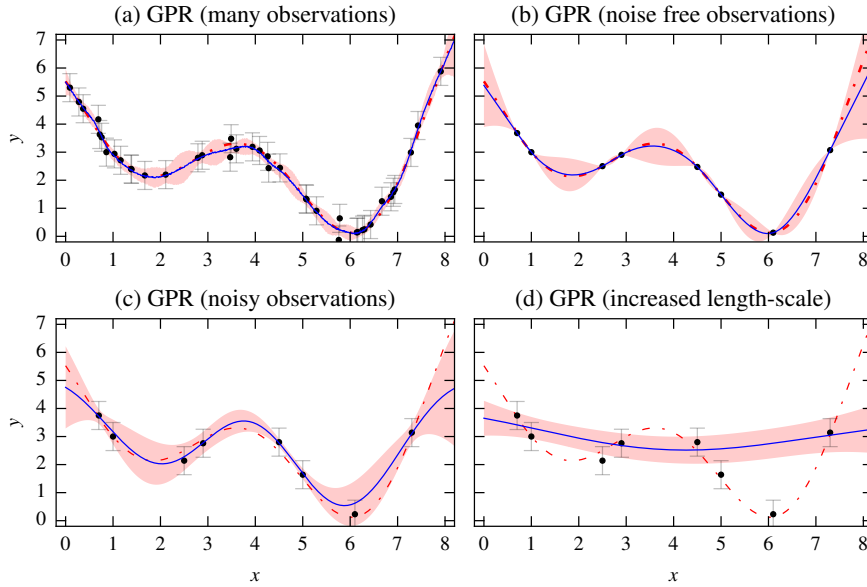 (a) GPR (many observations)
(b) GPR (noise free observations)
7
6
5
4
3
2
1
0
y
0 1 2 3 4 5 6 7 8
0 1 2 3 4 5 6 7 8
(c) GPR (noisy observations)
(d) GPR (increased length-scale)
7
6
5
4
3
2
1
0
y
0 1 2 3 4 5 6 7 8
0 1 2 3 4 5 6 7 8
x
x